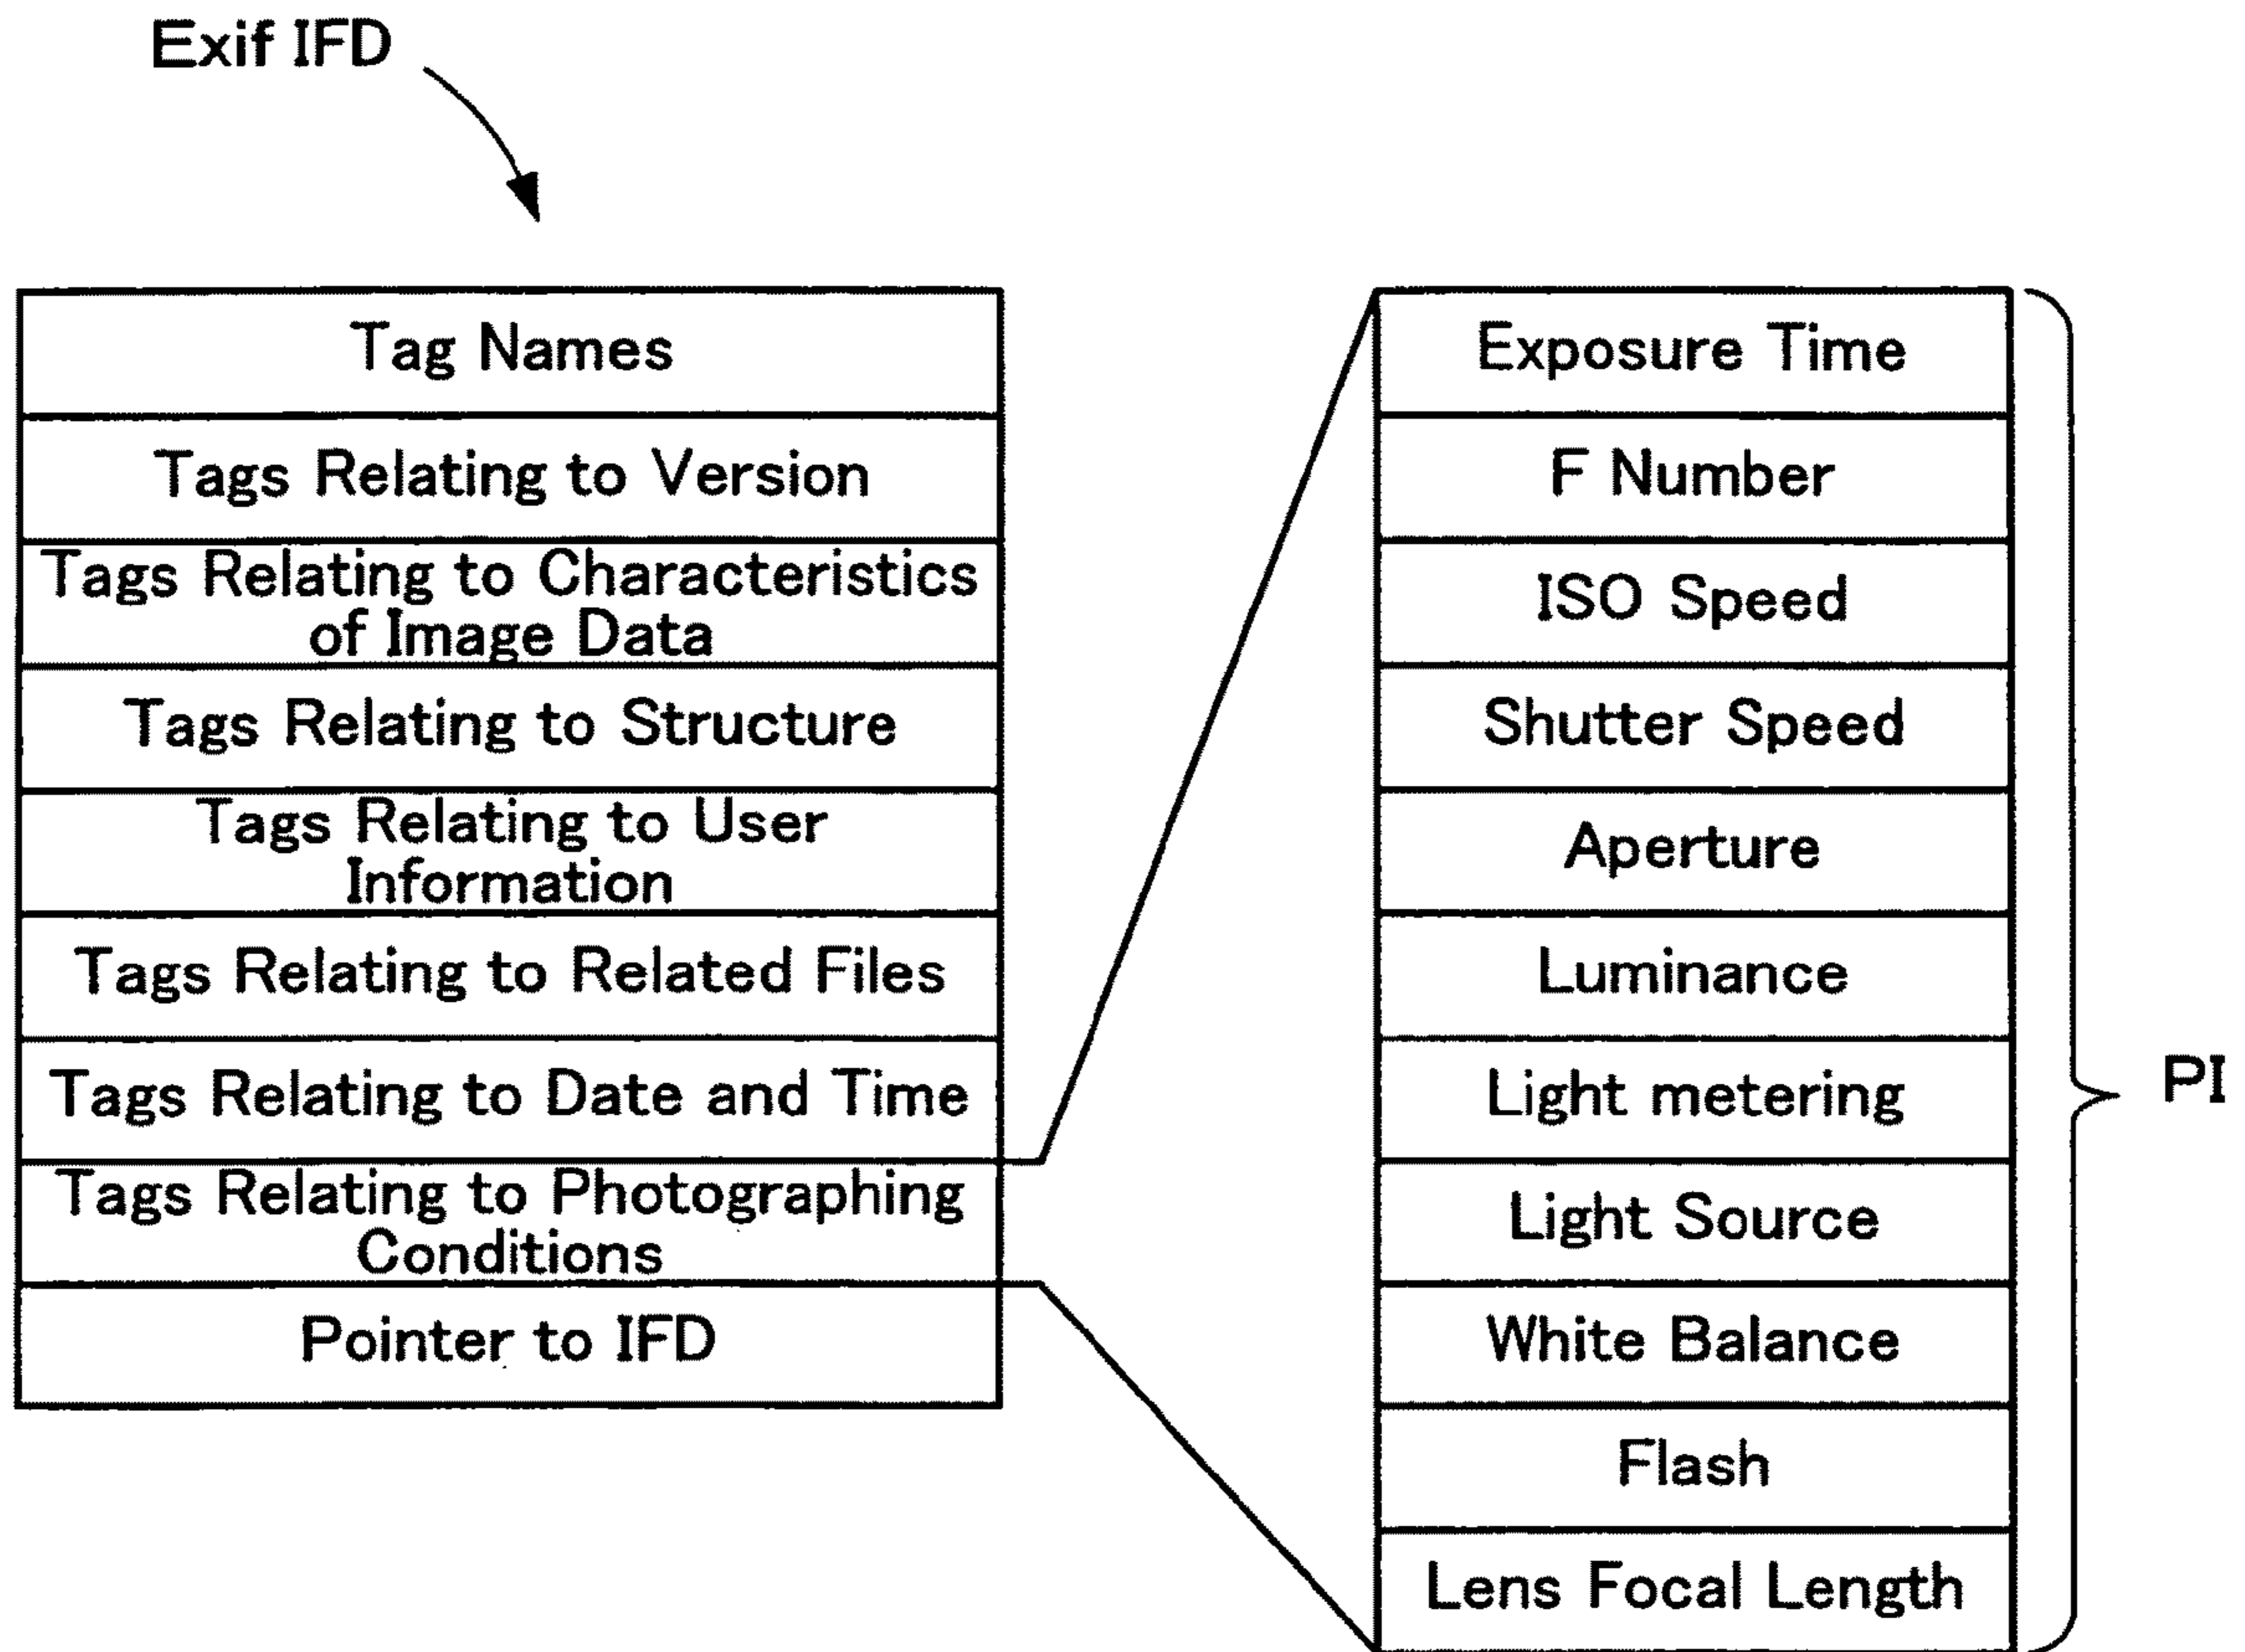 Exif IFD
Tag Names
Tags Relating to Version
Tags Relating to Characteristics
of Image Data
Tags Relating to Structure
Tags Relating to User
Information
Tags Relating to Related Files
Tags Relating to Date and Time
Tags Relating to Photographing
Conditions
Pointer to IFD
Exposure Time
F Number
ISO Speed
Shutter Speed
Aperture
Luminance
Light metering
Light Source
White Balance
Flash
Lens Focal Length
PI